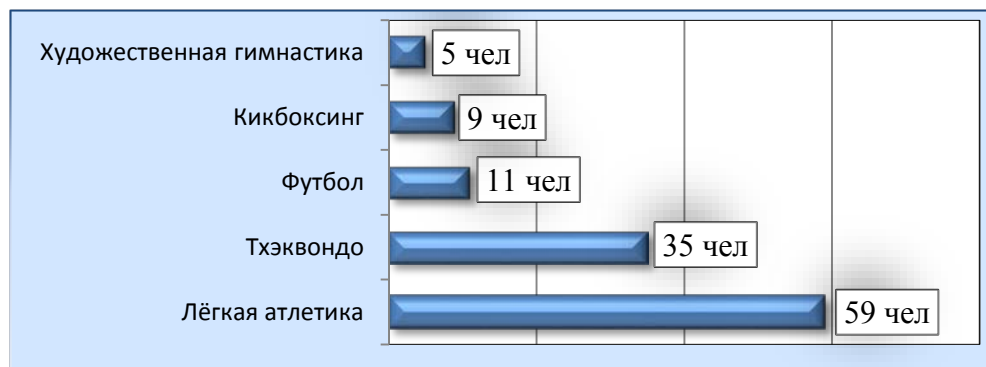 Художественная гимнастика 5 чел
Кикбоксинг 9 чел
Футбол 11 чел
Тхэквондо 35 чел
Лёгкая атлетика 59 чел